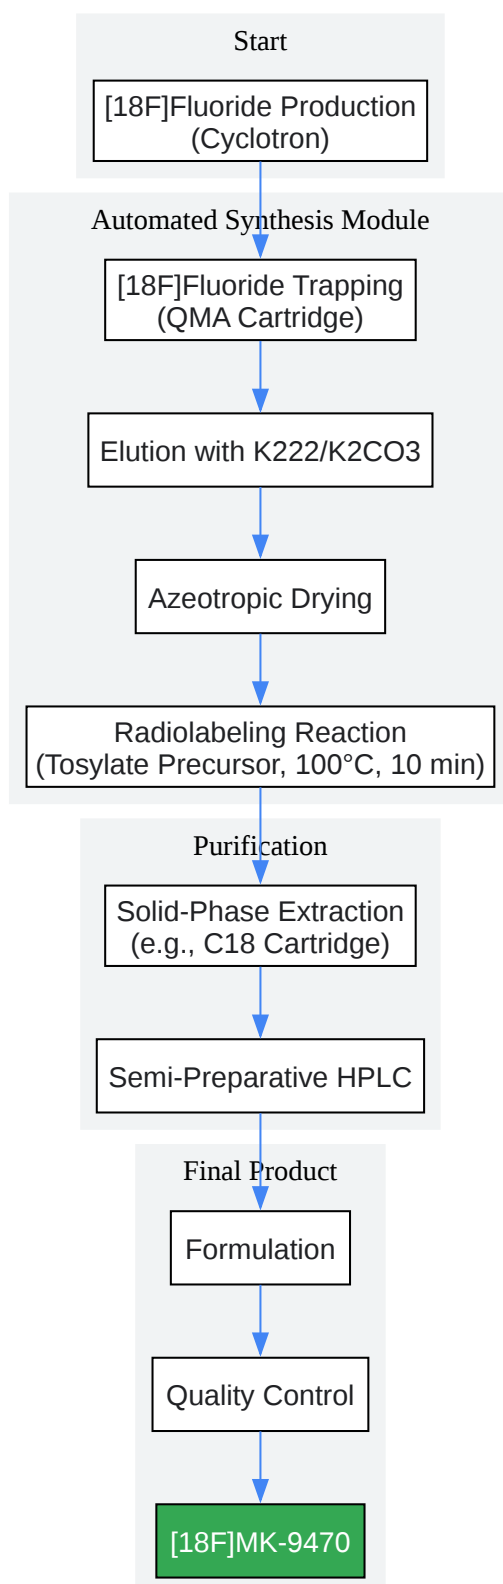 Start
[18F]Fluoride Production
(Cyclotron)
Automated Synthesis Module
[18F]Fluoride Trapping
(QMA Cartridge)
Elution with K222/K2CO3
Azeotropic Drying
Radiolabeling Reaction
(Tosylate Precursor, 100°C, 10 min)
Purification
Solid-Phase Extraction
(e.g., C18 Cartridge)
Semi-Preparative HPLC
Final Product
Formulation
Quality Control
[18F]MK-9470